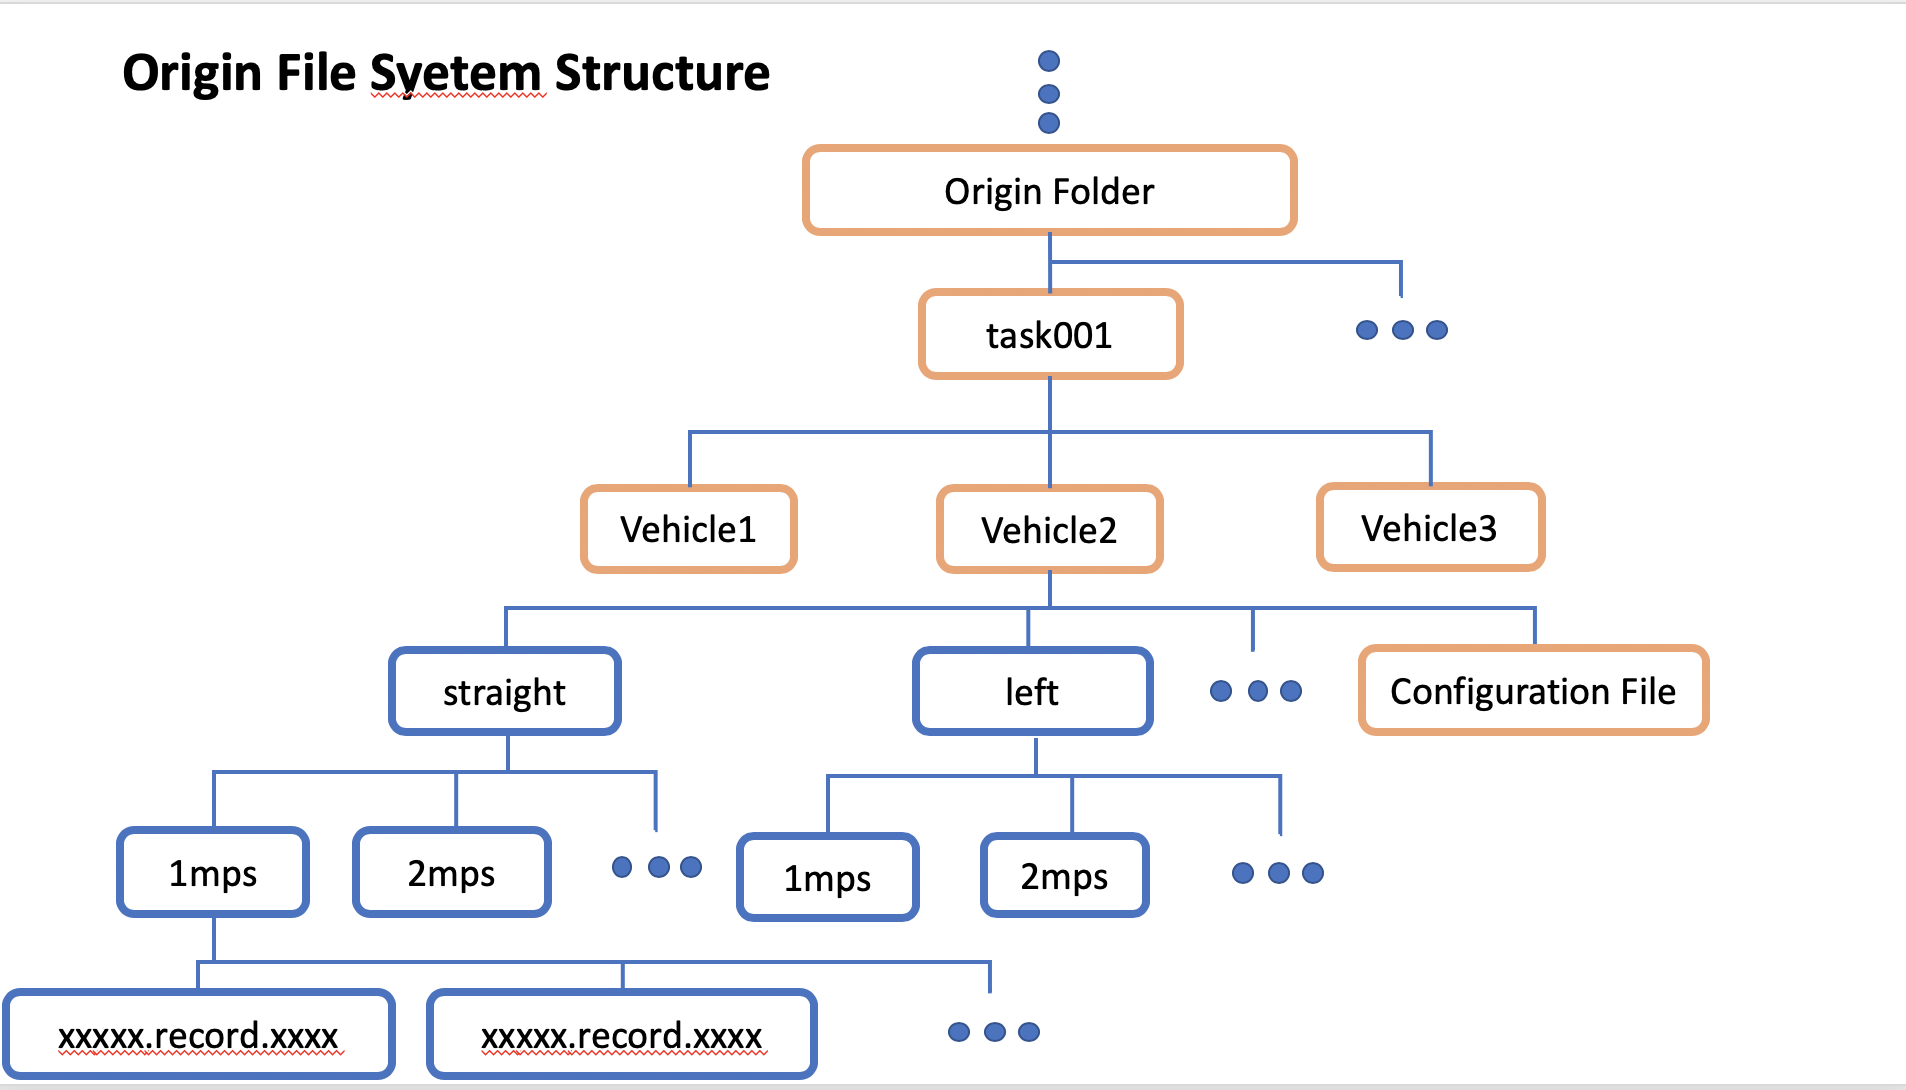 Origin File Syetem Structure
Origin Folder
task001
Vehicle1
Vehicle2
Vehicle3
straight
left
Configuration File
1mps
2mps
1mps
2mps
xxxxx.record.xxxx
xxxxx.record.xxxx